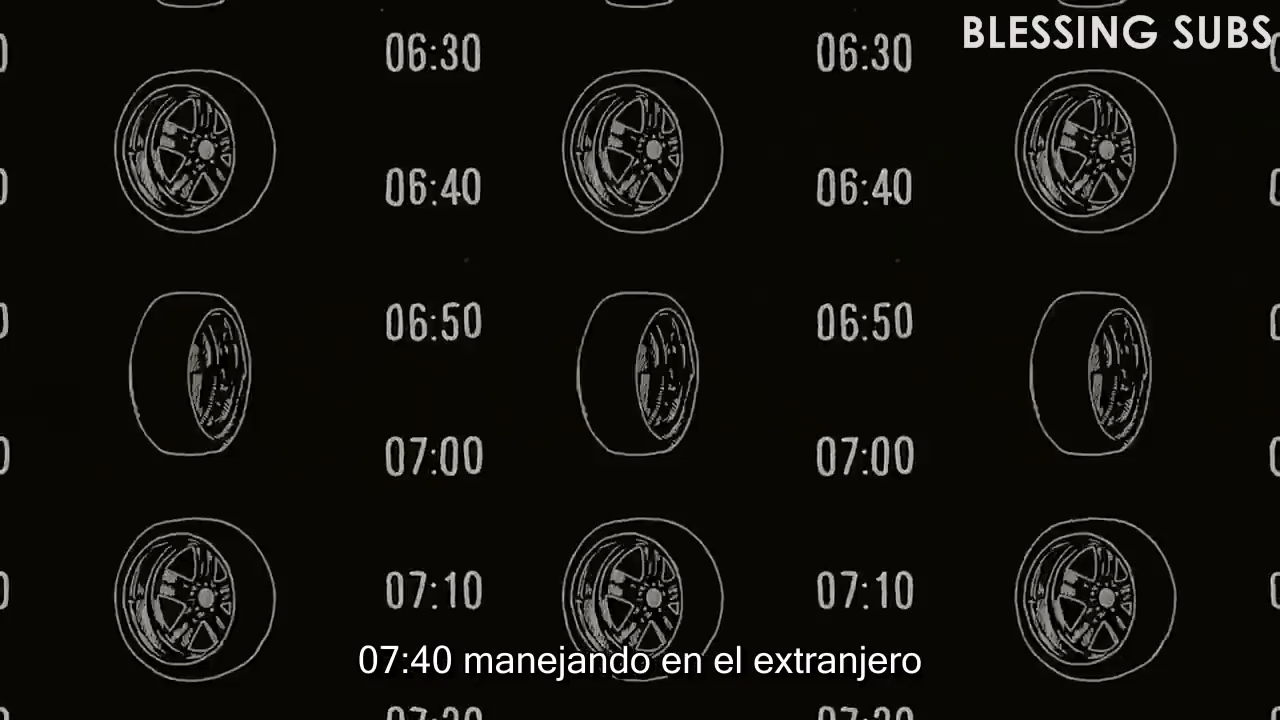 BLESSING SUBS
06:30 06:30
06:40 06:40
06:50 06:50
07:00 07:00
07:10 07:10
07:40 manejando en el extranjero